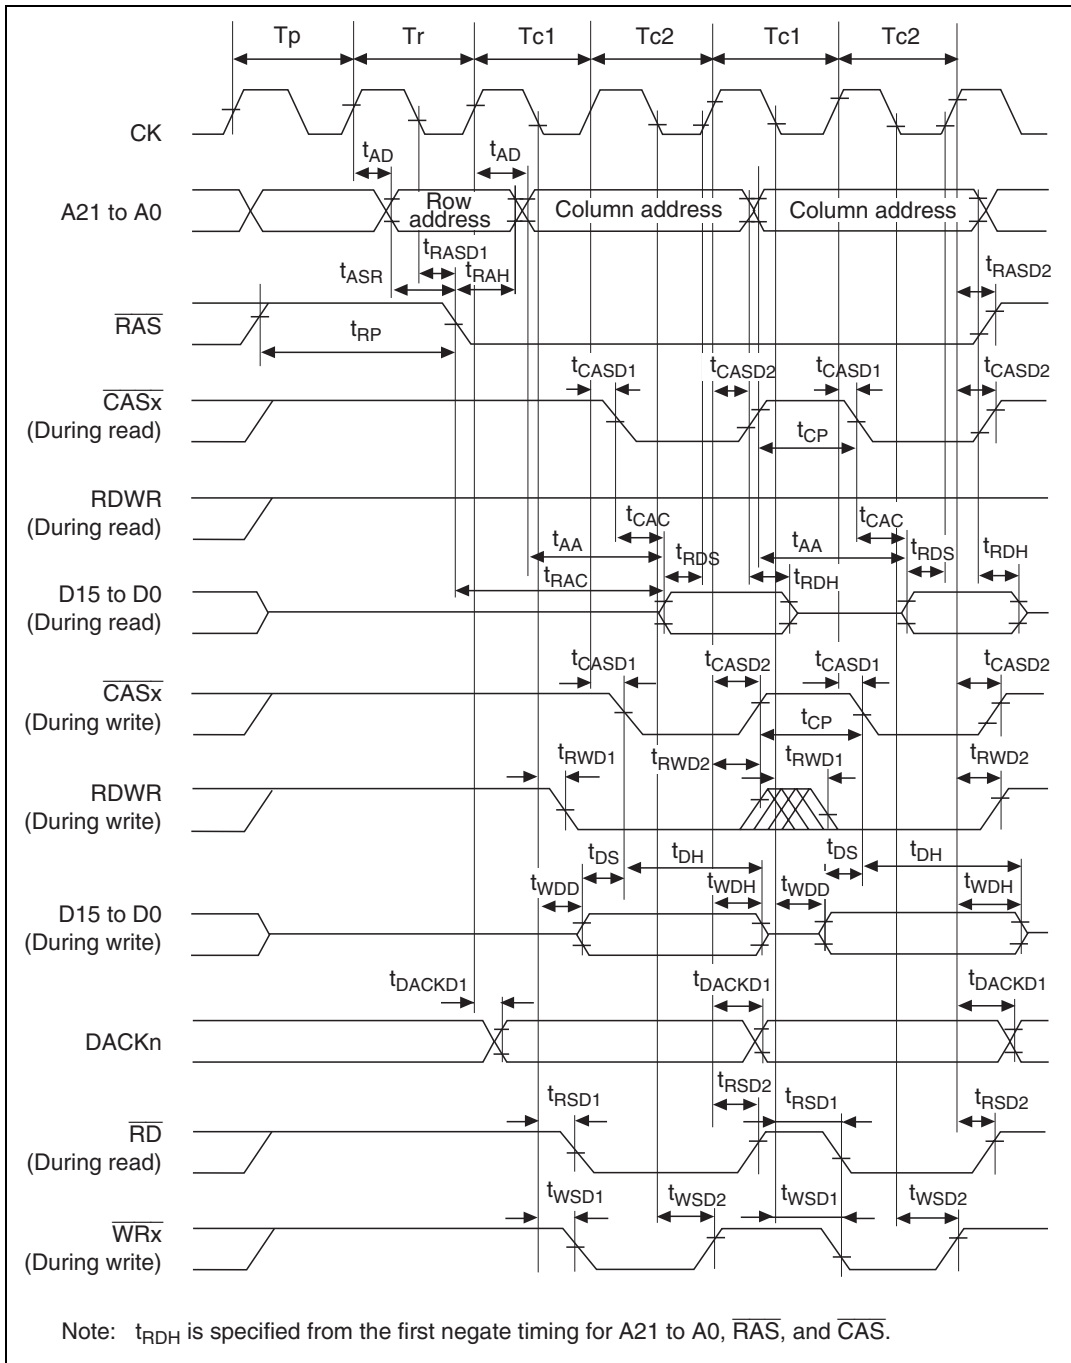 Tp Tr Tc1 Tc2 Tc1 Tc2
CK
tAD tAD
A21 to A0 Row address Column address Column address
tRASD1
tASR tRAH tRASD2
RAS tRP
tCASD1 tCASD2 tCASD1 tCASD2
CASx
(During read) tCP
RDWR
(During read)
tCAC tCAC
tAA tRDS tAA tRDS tRDH
tRAC tRDH
D15 to D0
(During read)
tCASD1 tCASD2 tCASD1 tCASD2
CASx
(During write) tCP
tRWD1 tRWD2 tRWD1 tRWD2
RDWR
(During write)
tDS tDH tDS tDH
tWDD tWDH tWDD tWDH
D15 to D0
(During write)
tDACKD1 tDACKD1 tDACKD1
DACKn
tRSD1 tRSD2 tRSD1 tRSD2
RD
(During read)
tWSD1 tWSD2 tWSD1 tWSD2
WRx
(During write)
Note: tRDH is specified from the first negate timing for A21 to A0, RAS, and CAS.